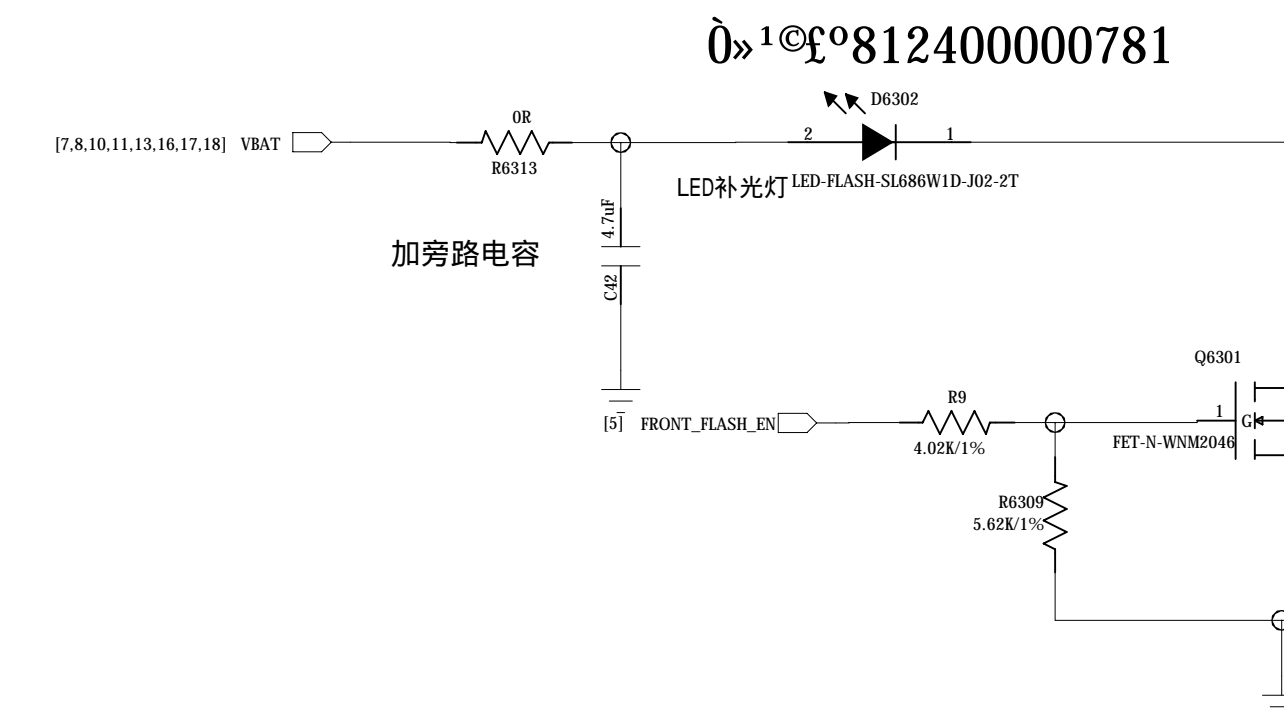 Ò»¹©£º812400000781
D6302
0R
[7,8,10,11,13,16,17,18] VBAT
2
1
R6313
LED补光灯
LED-FLASH-SL686W1D-J02-2T
4.7uF
加旁路电容
C42
Q6301
R9
1
G
[5] FRONT_FLASH_EN
FET-N-WNM2046
4.02K/1%
R6309
5.62K/1%